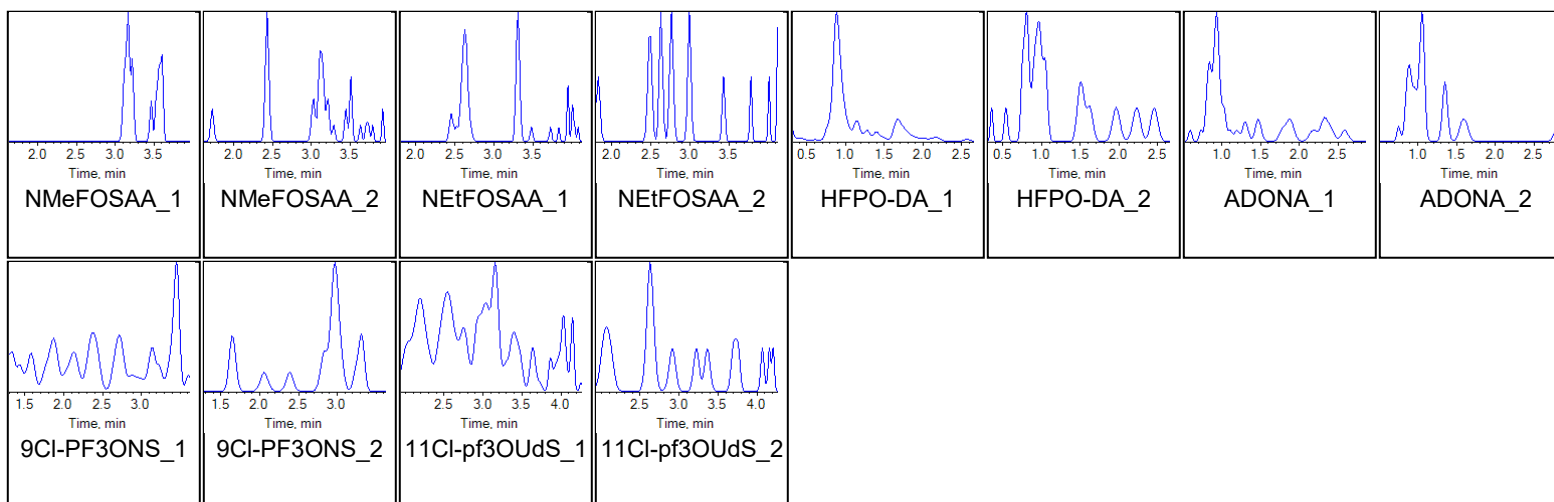 2.0 2.5 3.0 3.5
Time, min
NMeFOSAA_1
2.0 2.5 3.0 3.5
Time, min
NMeFOSAA_2
2.0 2.5 3.0 3.5
Time, min
NEtFOSAA_1
2.0 2.5 3.0 3.5
Time, min
NEtFOSAA_2
0.5 1.0 1.5 2.0 2.5
Time, min
HFPO-DA_1
0.5 1.0 1.5 2.0 2.5
Time, min
HFPO-DA_2
1.0 1.5 2.0 2.5
Time, min
ADONA_1
1.0 1.5 2.0 2.5
Time, min
ADONA_2
1.5 2.0 2.5 3.0
Time, min
9Cl-PF3ONS_1
1.5 2.0 2.5 3.0
Time, min
9Cl-PF3ONS_2
2.5 3.0 3.5 4.0
Time, min
11Cl-pf3OUdS_1
2.5 3.0 3.5 4.0
Time, min
11Cl-pf3OUdS_2